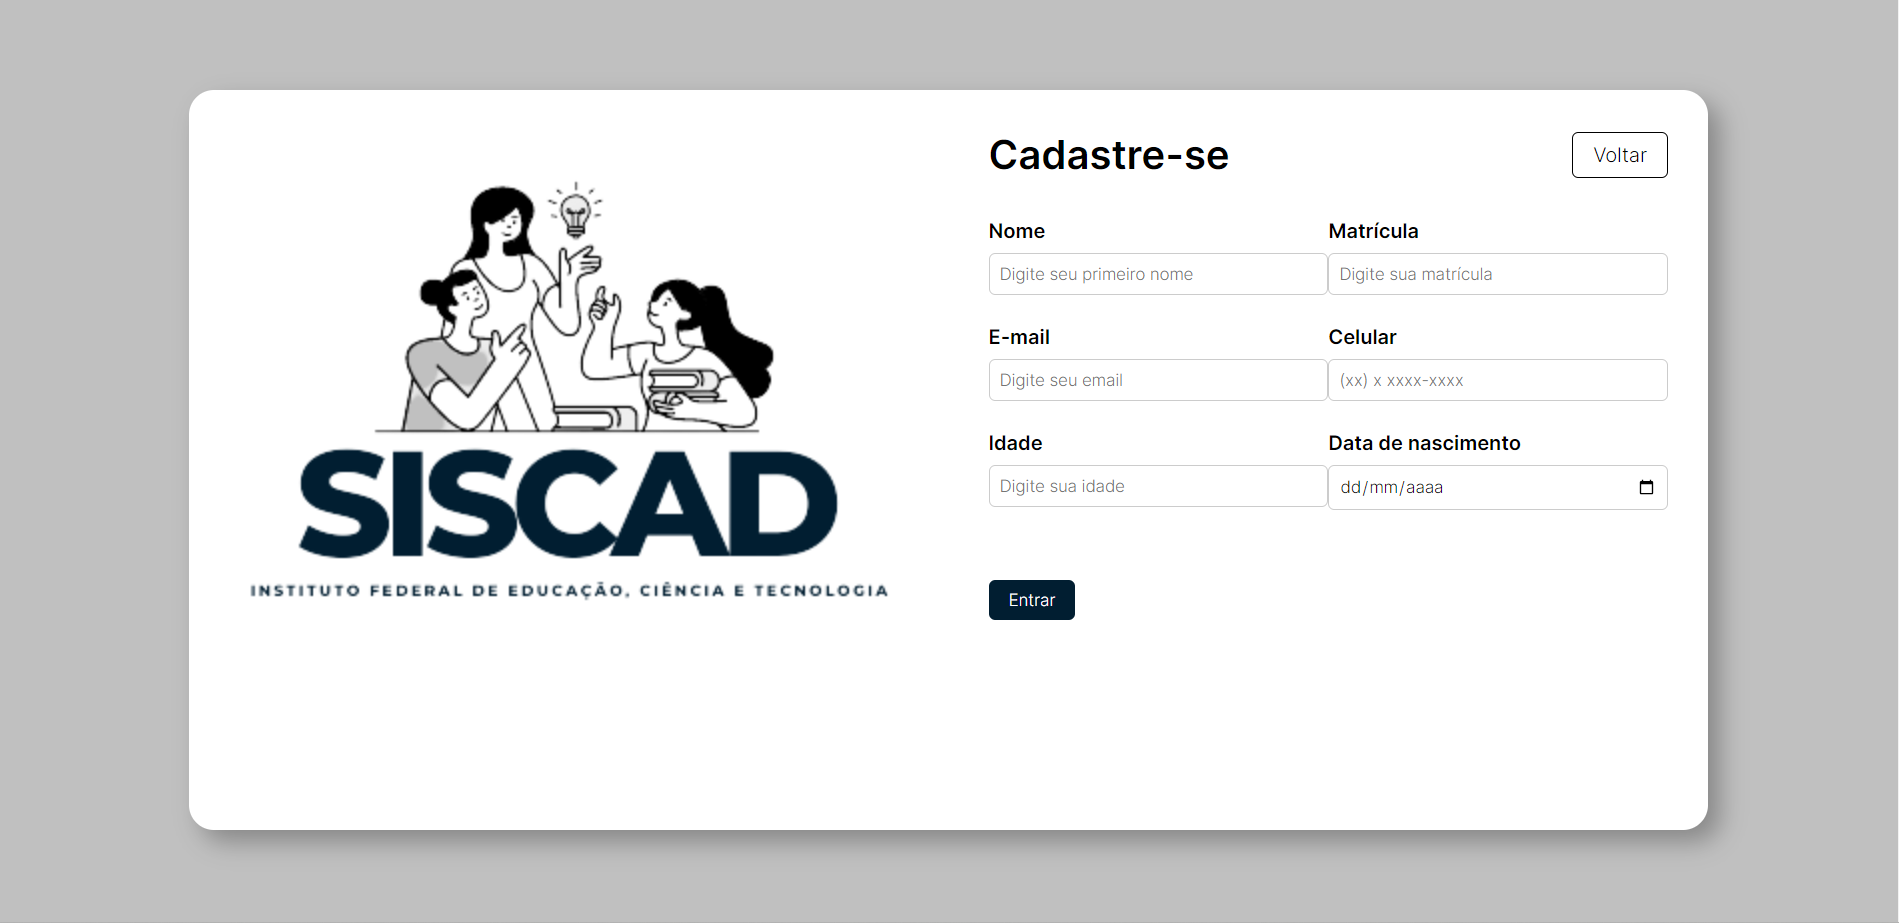 SISCAD
INSTITUTO FEDERAL DE EDUCAÇÃO, CIÊNCIA E TECNOLOGIA
Cadastre-se
Voltar
Nome
Matrícula
Digite seu primeiro nome
Digite sua matrícula
E-mail
Celular
Digite seu email
(xx) x xxxx-xxxx
Idade
Data de nascimento
Digite sua idade
dd/mm/aaaa
Entrar